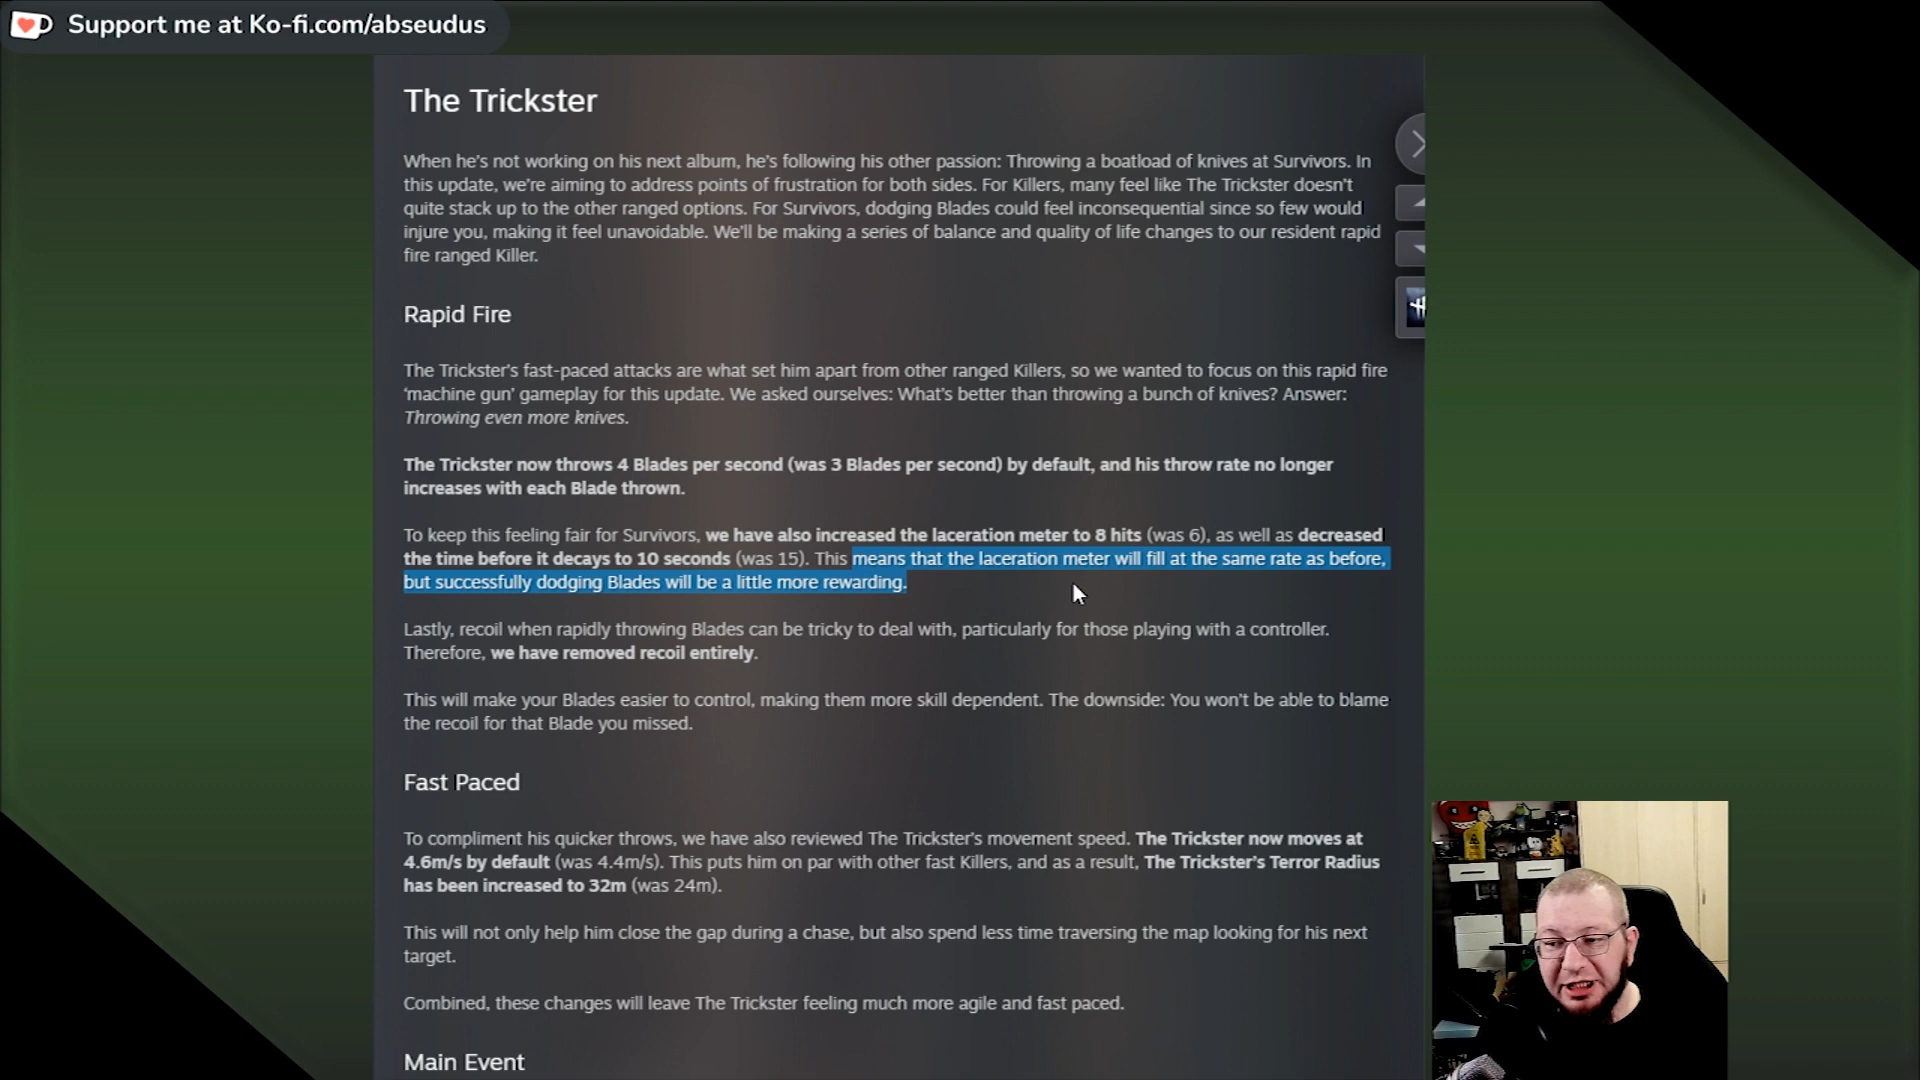 Support me at Ko-fi.com/abseudus
The Trickster
When he's not working on his next album, he's following his other passion: Throwing a boatload of knives at Survivors. In
this update, we're aiming to address points of frustration for both sides. For Killers, many feel like The Trickster doesn't
quite stack up to the other ranged options. For Survivors, dodging Blades could feel inconsequential since so few would
injure you, making it feel unavoidable. We'll be making a series of balance and quality of life changes to our resident rapid
fire ranged Killer.
Rapid Fire
The Trickster's fast-paced attacks are what set him apart from other ranged Killers, so we wanted to focus on this rapid fire
'machine gun' gameplay for this update. We asked ourselves: What's better than throwing a bunch of knives? Answer:
Throwing even more knives.
The Trickster now throws 4 Blades per second (was 3 Blades per second) by default, and his throw rate no longer
increases with each Blade thrown.
To keep this feeling fair for Survivors, we have also increased the laceration meter to 8 hits (was 6), as well as decreased
the time before it decays to 10 seconds (was 15). This means that the laceration meter will fill at the same rate as before,
but successfully dodging Blades will be a little more rewarding.
Lastly, recoil when rapidly throwing Blades can be tricky to deal with, particularly for those playing with a controller.
Therefore, we have removed recoil entirely.
This will make your Blades easier to control, making them more skill dependent. The downside: You won't be able to blame
the recoil for that Blade you missed.
Fast Paced
To compliment his quicker throws, we have also reviewed The Trickster's movement speed. The Trickster now moves at
4.6m/s by default (was 4.4m/s). This puts him on par with other fast Killers, and as a result, The Trickster's Terror Radius
has been increased to 32m (was 24m).
This will not only help him close the gap during a chase, but also spend less time traversing the map looking for his next
target.
Combined, these changes will leave The Trickster feeling much more agile and fast paced.
Main Event